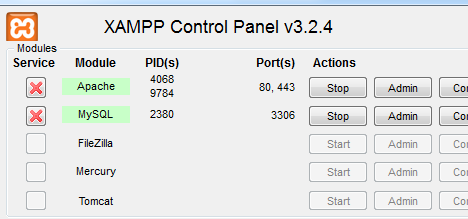 XAMPP Control Panel v3.2.4
Modules
Service Module PID(s) Port(s) Actions
Apache 4068 9784 80, 443 Stop Admin Co
MySQL 2380 3306 Stop Admin Co
FileZilla Start Admin Co
Mercury Start Admin Co
Tomcat Start Admin Co